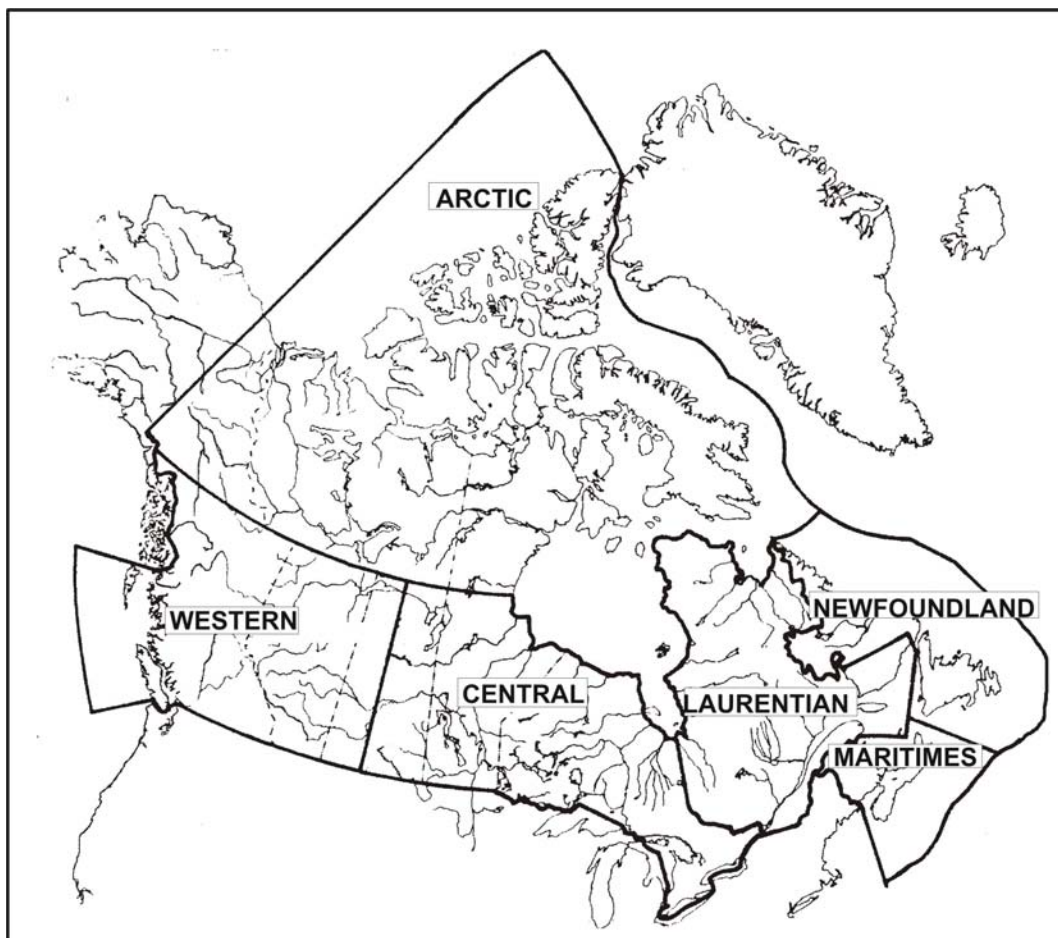 ARCTIC
WESTERN
NEWFOUNDLAND
CENTRAL
LAURENTIAN
MARITIMES